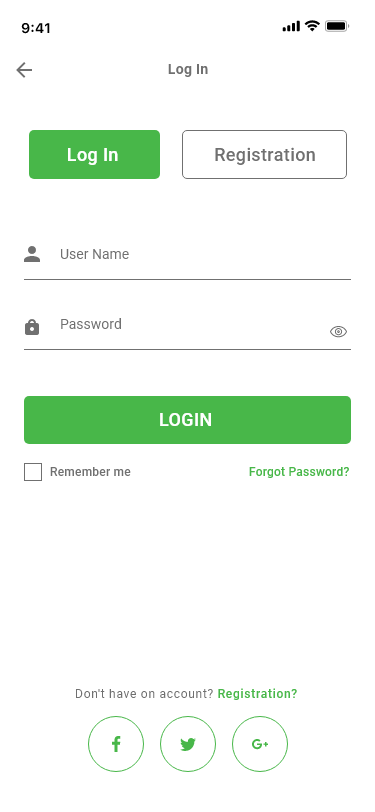 9:41
Log In
Log In
Registration
User Name
Password
LOGIN
Remember me
Forgot Password?
Don't have on account? Registration?
G+